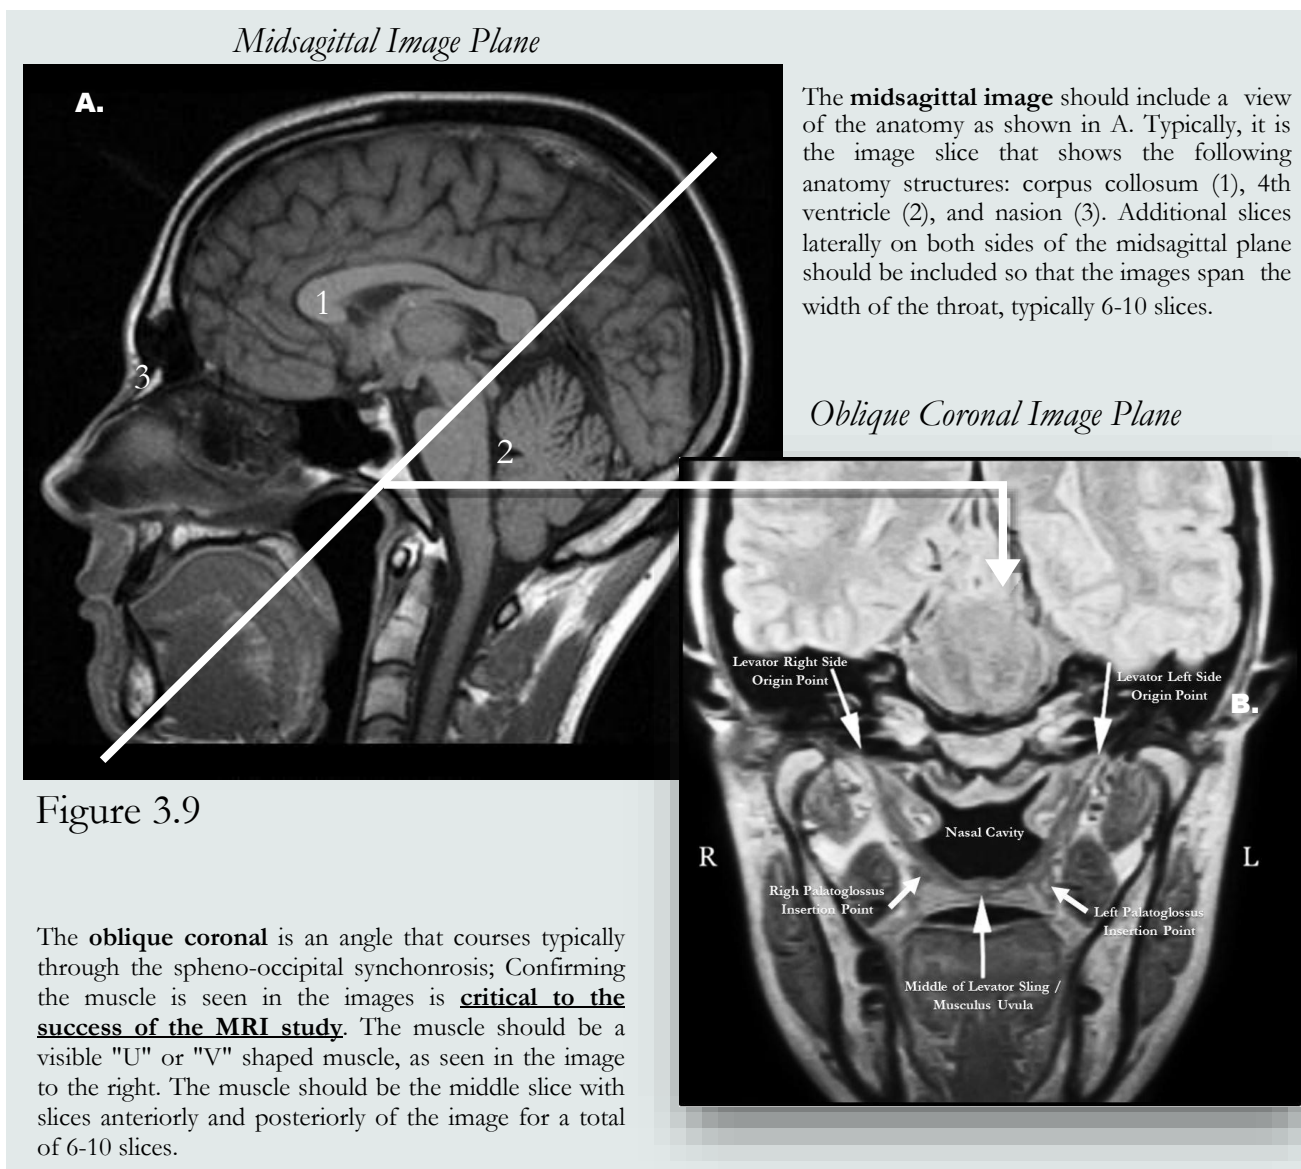 Midsagittal Image Plane
A.
The midsagittal image should include a view
of the anatomy as shown in A. Typically, it is
the image slice that shows the following
anatomy structures: corpus collosum (1), 4th
ventricle (2), and nasion (3). Additional slices
laterally on both sides of the midsagittal plane
should be included so that the images span the
width of the throat, typically 6-10 slices.
1
3
2
Oblique Coronal Image Plane
Levator Right Side
Origin Point
Levator Left Side
Origin Point
B.
Nasal Cavity
R
L
Righ Palatoglossus
Insertion Point
Left Palatoglossus
Insertion Point
Middle of Levator Sling /
Musculus Uvula
Figure 3.9
The oblique coronal is an angle that courses typically
through the spheno-occipital synchonrosis; Confirming
the muscle is seen in the images is critical to the
success of the MRI study. The muscle should be a
visible "U" or "V" shaped muscle, as seen in the image
to the right. The muscle should be the middle slice with
slices anteriorly and posteriorly of the image for a total
of 6-10 slices.